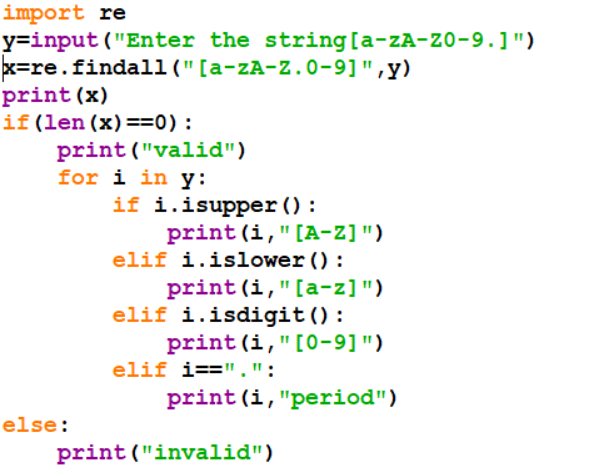 import re
y=input("Enter the string[a-zA-Z0-9.]")
x=re.findall("[a-zA-Z.0-9]",y)
print(x)
if(len(x)==0):
    print("valid")
    for i in y:
        if i.isupper():
            print(i,"[A-Z]")
        elif i.islower():
            print(i,"[a-z]")
        elif i.isdigit():
            print(i,"[0-9]")
        elif i==".":
            print(i,"period")
else:
    print("invalid")